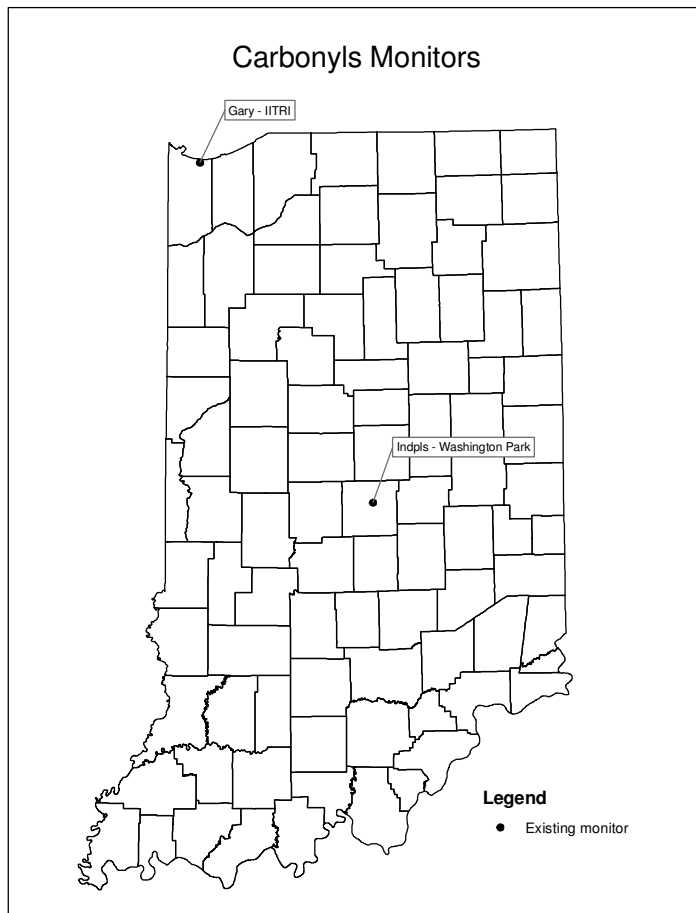 Carbonyls Monitors
Gary - IITRI
Indpls - Washington Park
Legend
Existing monitor